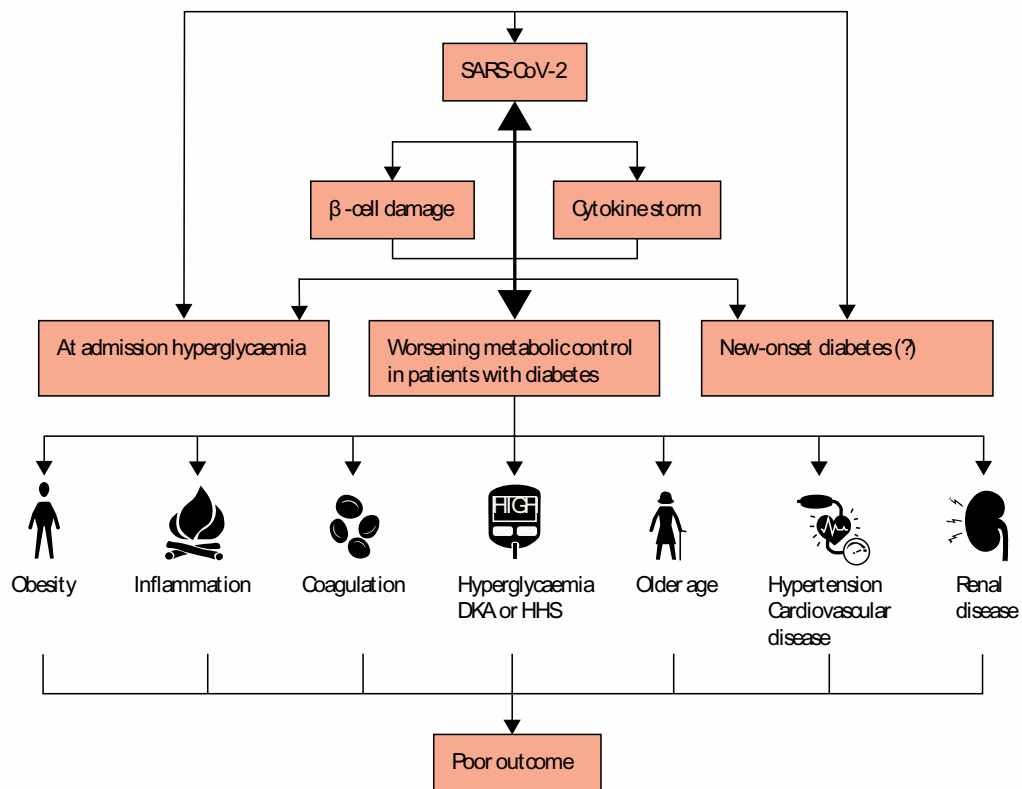 SARS-CoV-2
β-cell damage
Cytokine storm
At admission hyperglycaemia
Worsening metabolic control
in patients with diabetes
New-onset diabetes (?)
HIGH
Obesity
Inflammation
Coagulation
Hyperglycaemia
DKA or HHS
Older age
Hypertension
Cardiovascular
disease
Renal
disease
Poor outcome